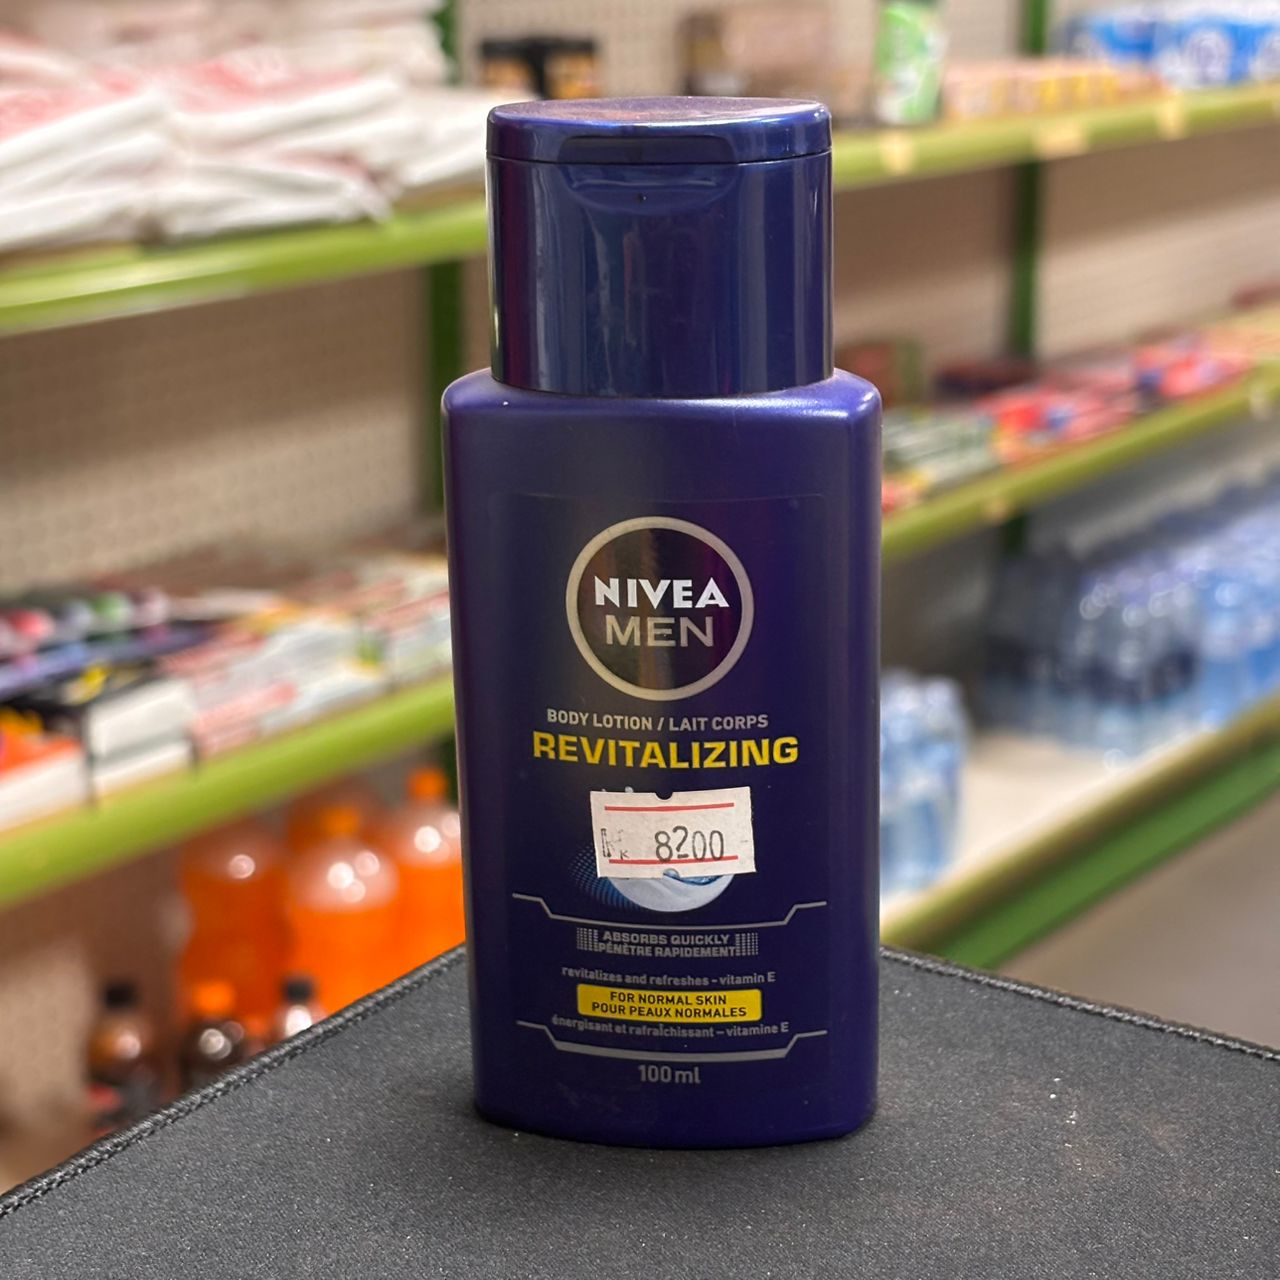 NIVEA
MEN
BODY LOTION / LAIT CORPS
REVITALIZING
8200
ABSORBS QUICKLY
PÉNÈTRE RAPIDEMENT
revitalizes and refreshes - vitamin E
FOR NORMAL SKIN
POUR PEAUX NORMALES
énergisant et rafraîchissant – vitamine E
100 ml